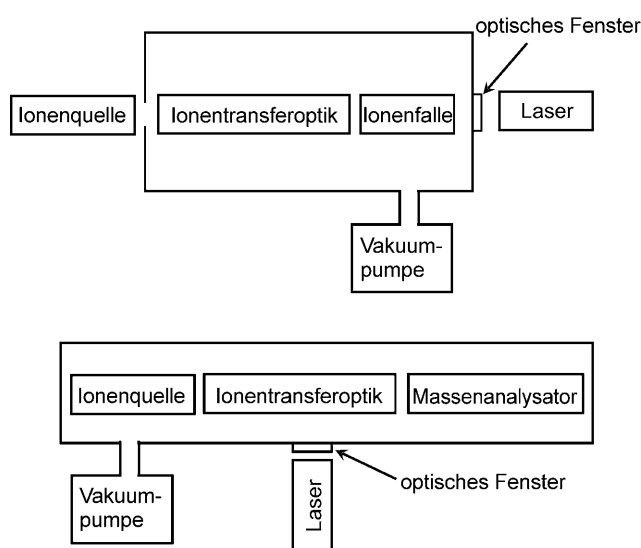 optisches Fenster
Ionenquelle
Ionentransferoptik
Ionenfalle
Laser
Vakuum-
pumpe
Ionenquelle
Ionentransferoptik
Massenanalysator
Vakuum-
pumpe
Laser
optisches Fenster